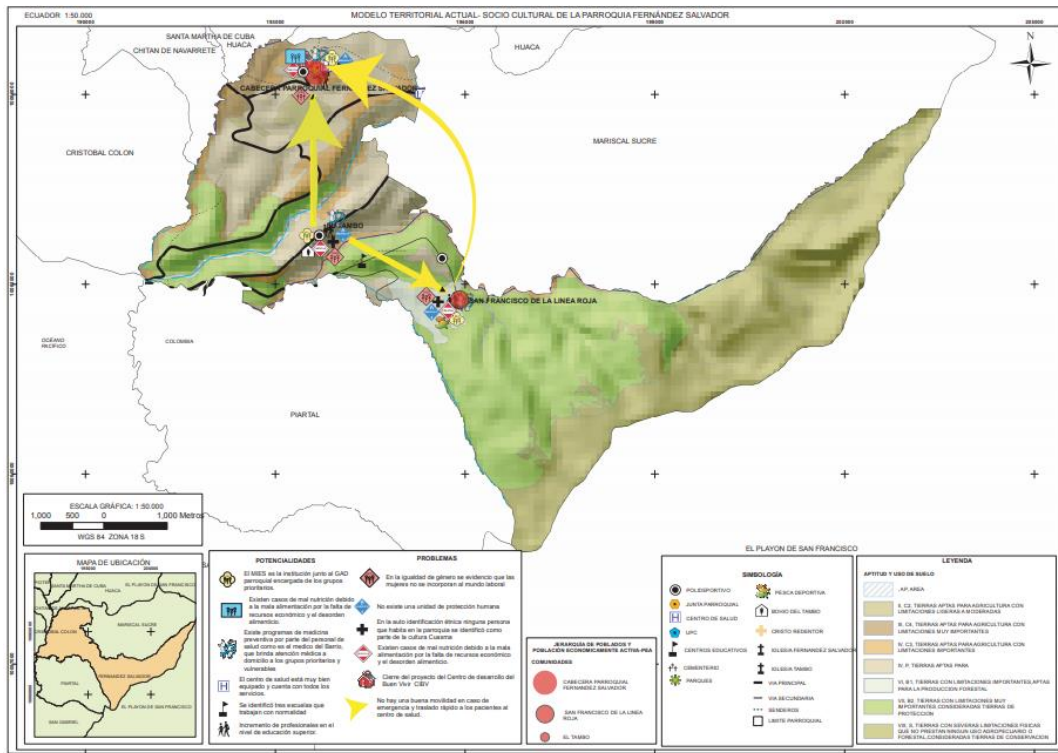 ECUADOR 1:50.000
MODELO TERRITORIAL ACTUAL- SOCIO CULTURAL DE LA PARROQUIA FERNÁNDEZ SALVADOR
SANTA MARTHA DE CUBA
HUACA
CHITAN DE NAVARRETE
HUACA
N
CABECERA PARROQUIAL FERNANDEZ SALVADOR
CRISTOBAL COLON
MARISCAL SUCRE
EL TAMBO
SAN FRANCISCO DE LA LINEA ROJA
OCÉANO
PACÍFICO
COLOMBIA
PIARTAL
EL PLAYON DE SAN FRANCISCO
ESCALA GRÁFICA: 1:50.000
1,000 500 0 1,000 Metros
WGS 84 ZONA 18 S
MAPA DE UBICACIÓN
SANTA MARTHA DE CUBA
EL PLAYON DE SAN FRANCISCO
CRISTOBAL COLON
MARISCAL SUCRE
FERNANDEZ SALVADOR
PIARTAL
SAN GABRIEL
EL PLAYON DE SAN FRANCISCO
POTENCIALIDADES
El MIES es la institución junto al GAD
parroquial encargada de los grupos
prioritarios.
Existen casos de mal nutrición debido
a la mala alimentación por la falta de
recursos económico y el desorden
alimenticio.
Existe programas de medicina
preventiva por parte del personal de
salud como es el medico del Barrio,
que brinda atención médica a
domicilio a los grupos prioritarios y
vulnerables.
H
El centro de salud está muy bien
equipado y cuenta con todos los
servicios.
Se identificó tres escuelas que
trabajan con normalidad
Incremento de profesionales en el
nivel de educación superior.
PROBLEMAS
En la igualdad de género se evidencio que las
mujeres no se incorporan al mundo laboral
No existe una unidad de protección humana
En la auto identificación étnica ninguna persona
que habita en la parroquia se identificó como
parte de la cultura Cuasmal
Existen casos de mal nutrición debido a la mala
alimentación por la falta de recursos económico
y el desorden alimenticio.
Cierre del proyecto del Centro de desarrollo del
Buen Vivir CIBV
No hay una buena movilidad en caso de
emergencia y traslado rápido a los pacientes al
centro de salud.
JERARQUÍA DE POBLADOS Y
POBLACIÓN ECONOMICAMENTE ACTIVA-PEA
COMUNIDADES
CABECERA PARROQUIAL
FERNÁNDEZ SALVADOR
SAN FRANCISCO DE LA LINEA
ROJA
EL TAMBO
SIMBOLOGÍA
POLIDEPORTIVO
JUNTA PARROQUIAL
H CENTRO DE SALUD
UPC
CENTROS EDUCATIVOS
CEMENTERIO
PARQUES
PESCA DEPORTIVA
BOHIO DEL TAMBO
CRISTO REDENTOR
IGLESIA FERNANDEZ SALVADOR
IGLESIA TAMBO
VIA PRINCIPAL
VIA SECUNDARIA
SENDEROS
LIMITE PARROQUIAL
LEYENDA
APTITUD Y USO DE SUELO
, AP, AREA
II, C2, TIERRAS APTAS PARA AGRICULTURA CON
LIMITACIONES LIGERAS A MODERADAS
III, C4, TIERRAS APTAS PARA AGRICULTURA CON
LIMITACIONES MUY IMPORTANTES
IV, C3, TIERRAS APTAS PARA AGRICULTURA CON
LIMITACIONES IMPORTANTES
IV, P, TIERRAS APTAS PARA
VI, B1, TIERRAS CON LIMITACIONES IMPORTANTES, APTAS
PARA LA PRODUCCION FORESTAL
VII, B2, TIERRAS CON LIMITACIONES MUY
IMPORTANTES CONSIDERADAS TIERRAS DE
PROTECCION
VIII, S, TIERRAS CON SEVERAS LIMITACIONES FISICAS
QUE NO PRESTAN NINGUN USO AGROPECUARIO O
FORESTAL,CONSIDERADAS TIERRAS DE CONSERVACION